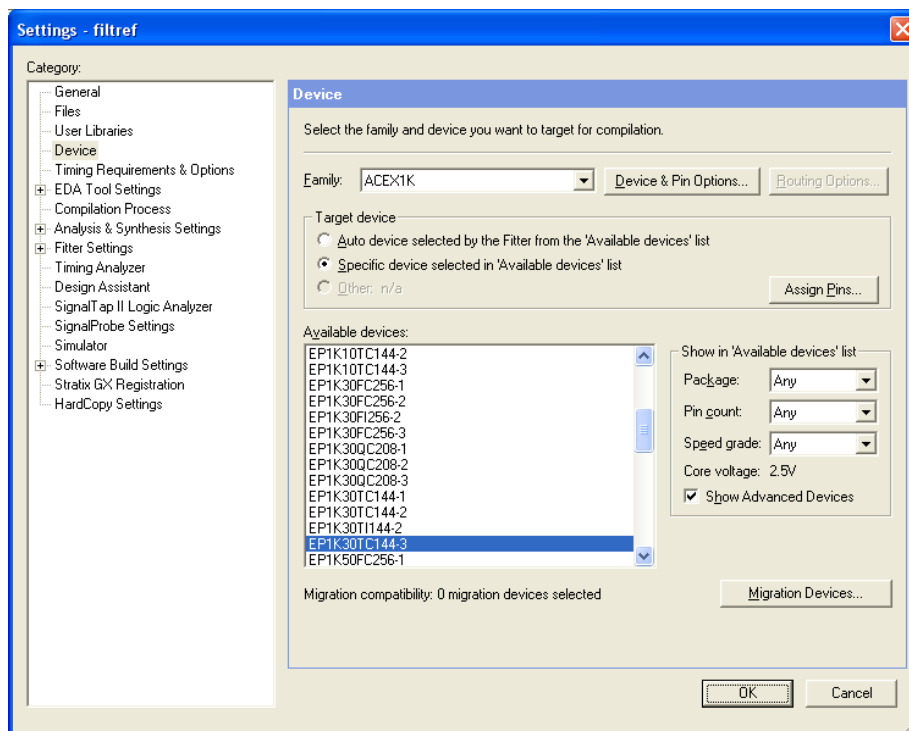 Settings - filtref
Category:
General
Files
User Libraries
Device
Timing Requirements & Options
EDA Tool Settings
Compilation Process
Analysis & Synthesis Settings
Fitter Settings
Timing Analyzer
Design Assistant
SignalTap II Logic Analyzer
SignalProbe Settings
Simulator
Software Build Settings
Stratix GX Registration
HardCopy Settings
Device
Select the family and device you want to target for compilation.
Family: ACEX1K Device & Pin Options... Routing Options...
Target device
Auto device selected by the Fitter from the 'Available devices' list
Specific device selected in 'Available devices' list
Other: n/a
Assign Pins...
Available devices:
EP1K10TC144-2
EP1K10TC144-3
EP1K30FC256-1
EP1K30FC256-2
EP1K30FI256-2
EP1K30FC256-3
EP1K30QC208-1
EP1K30QC208-2
EP1K30QC208-3
EP1K30TC144-1
EP1K30TC144-2
EP1K30TI144-2
EP1K30TC144-3
EP1K50FC256-1
Show in 'Available devices' list
Package: Any
Pin count: Any
Speed grade: Any
Core voltage: 2.5V
Show Advanced Devices
Migration compatibility: 0 migration devices selected
Migration Devices...
OK Cancel